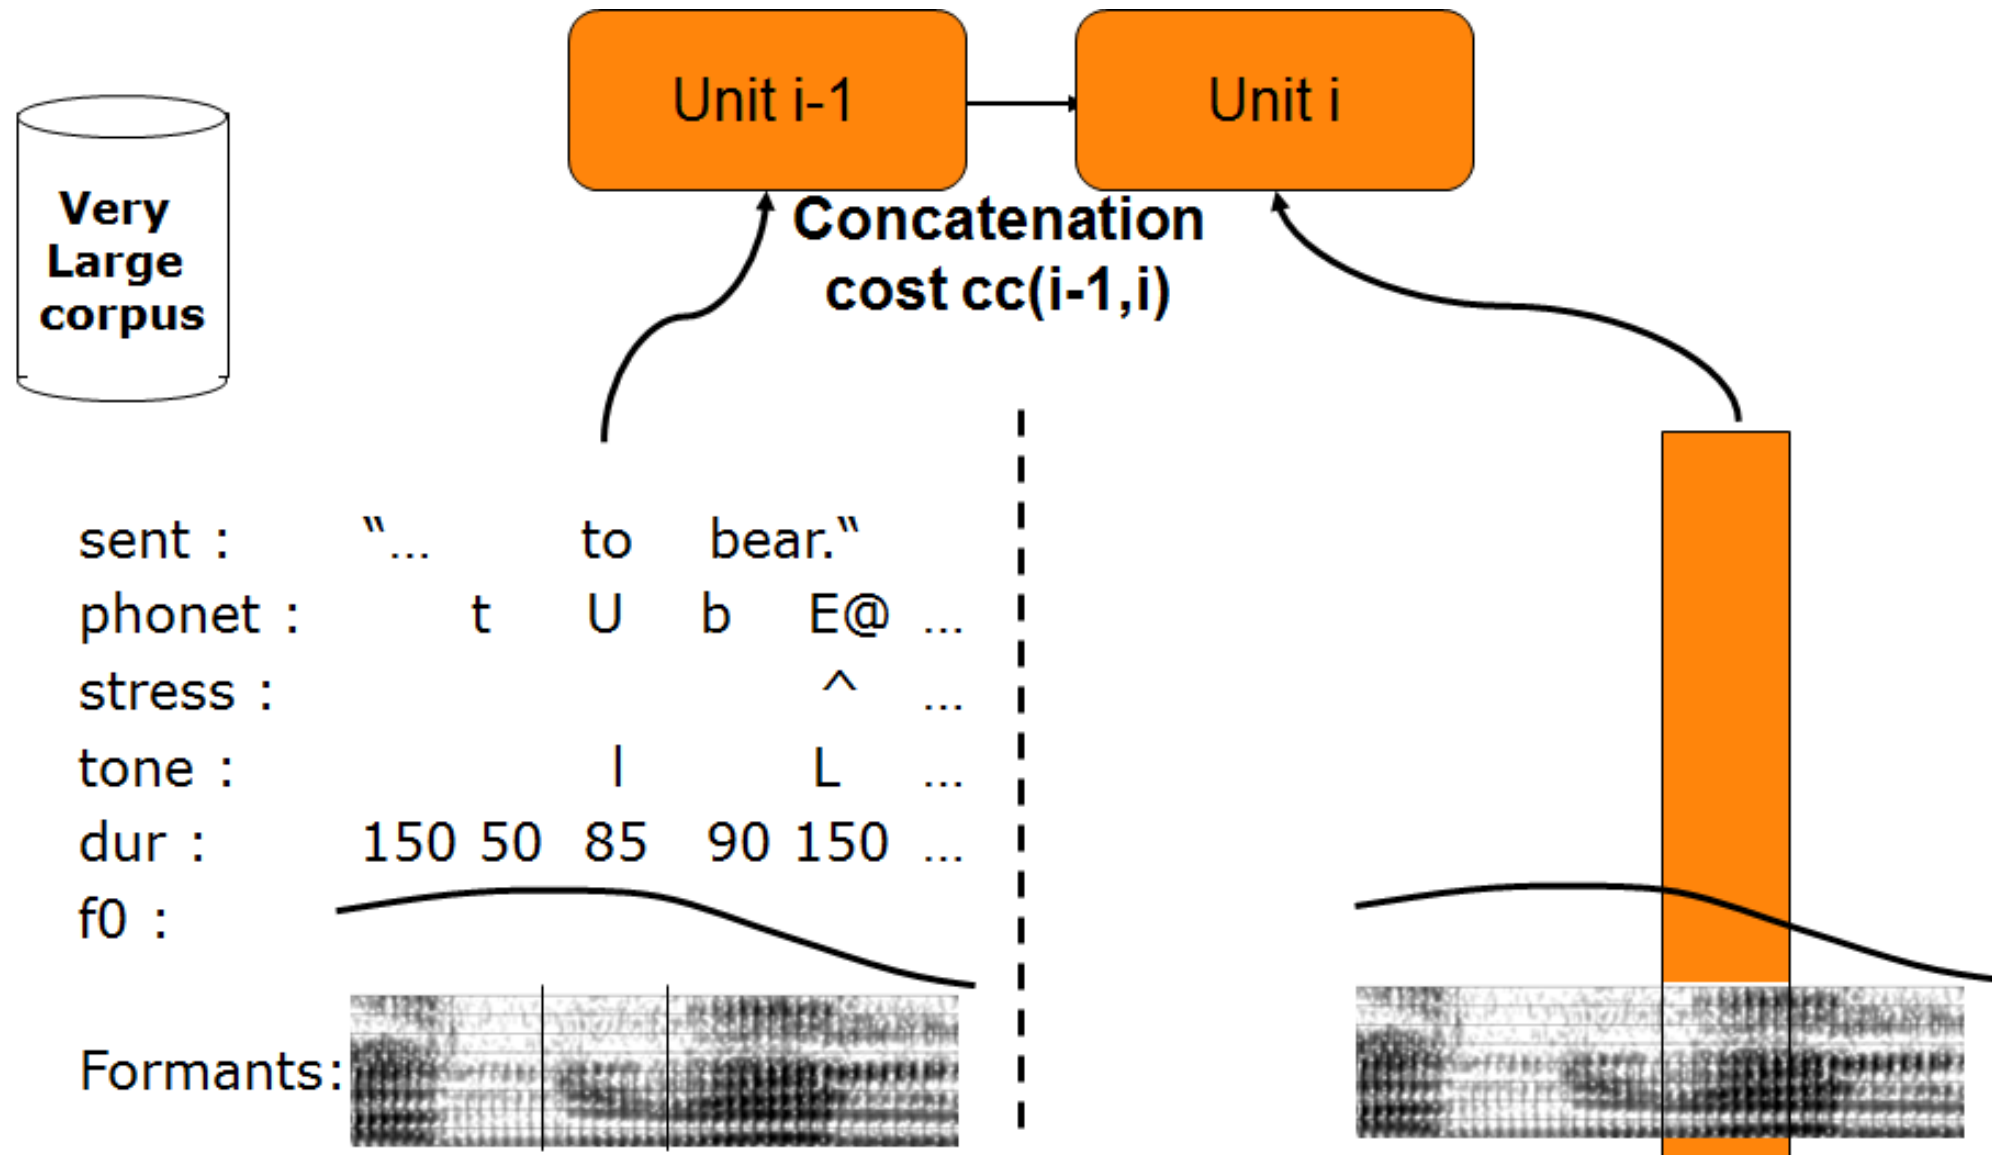 Unit i-1
Unit i
Concatenation
cost cc(i-1,i)
Very
Large
corpus
sent : “… to bear.“
phonet : t U b E@ …
stress : ^ …
tone : l L …
dur : 150 50 85 90 150 …
f0 :
Formants: